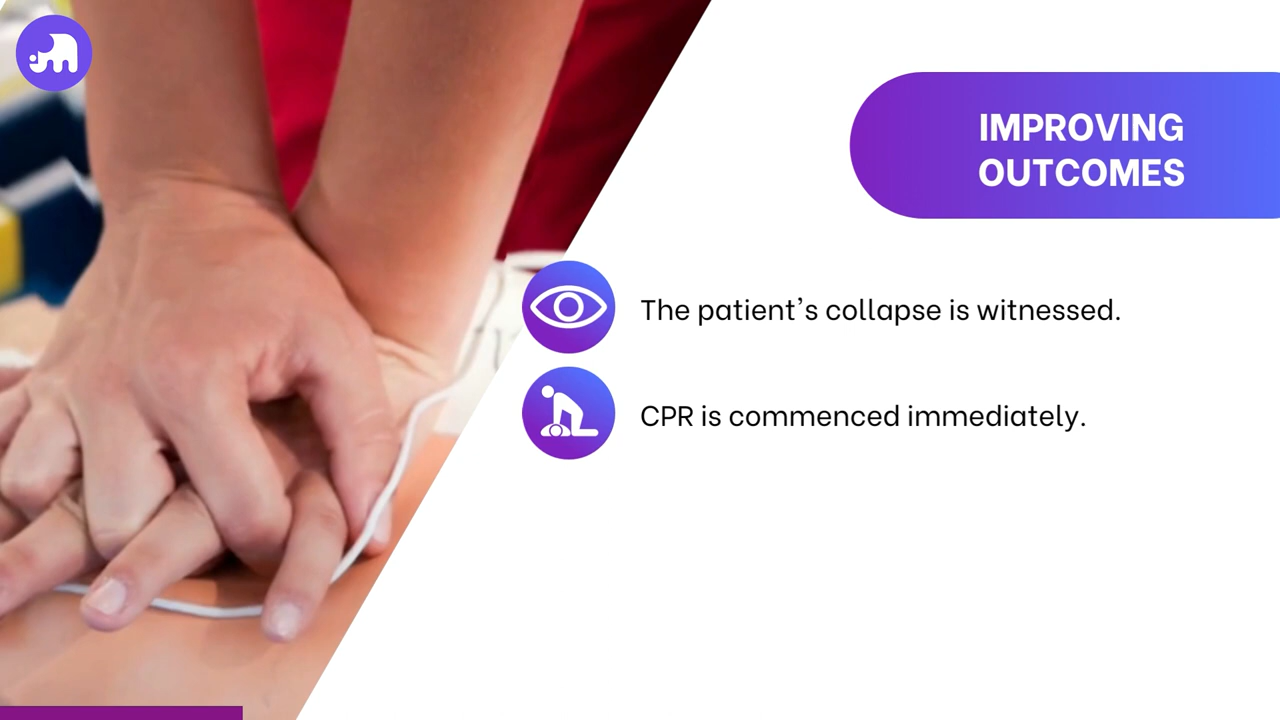 IMPROVING
OUTCOMES
The patient's collapse is witnessed.
CPR is commenced immediately.